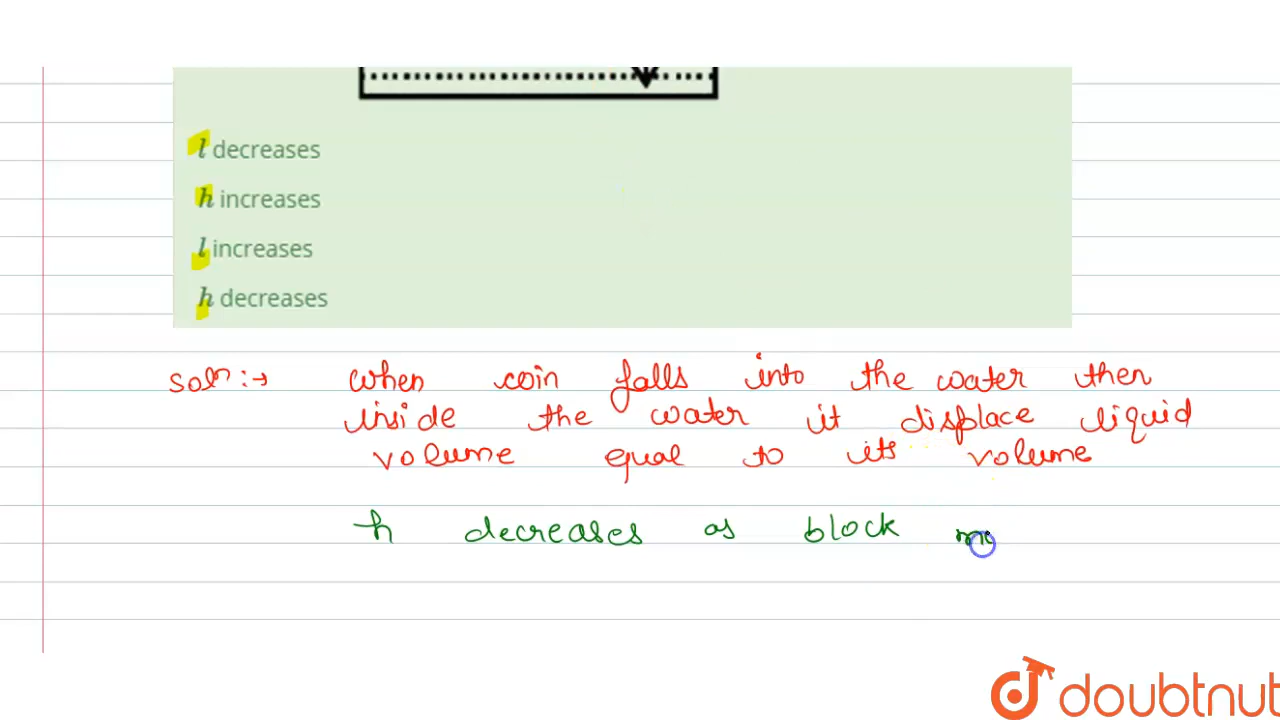 l decreases
h increases
l increases
h decreases
Soln :→ When coin falls into the water then
inside the water it displace liquid
volume equal to its volume
h decreases as block
doubtnut